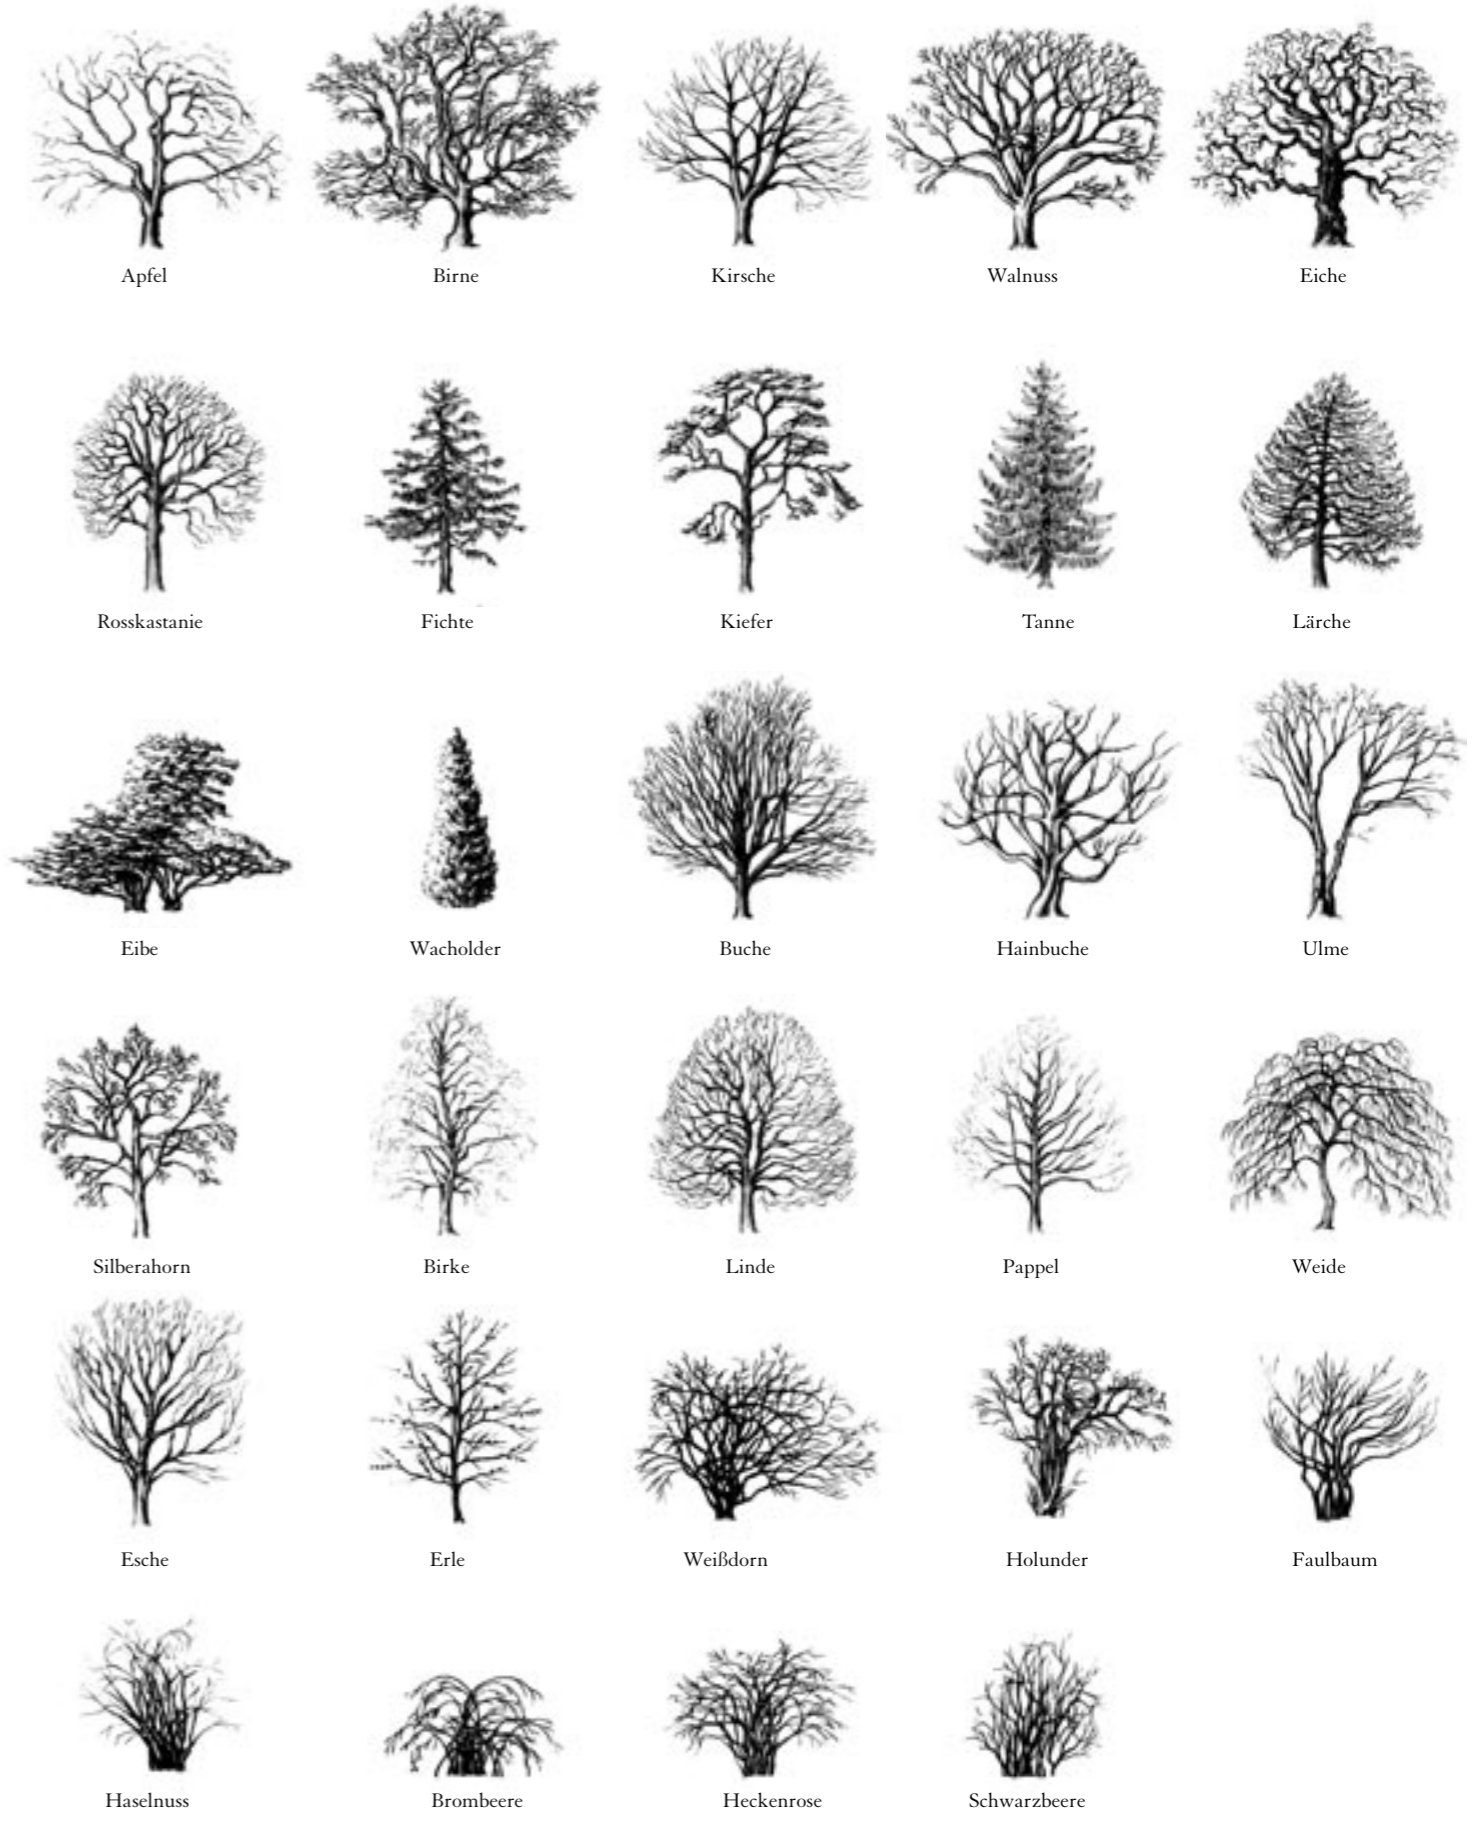 Apfel
Birne
Kirsche
Walnuss
Eiche
Rosskastanie
Fichte
Kiefer
Tanne
Lärche
Eibe
Wacholder
Buche
Hainbuche
Ulme
Silberahorn
Birke
Linde
Pappel
Weide
Esche
Erle
Weißdorn
Holunder
Faulbaum
Haselnuss
Brombeere
Heckenrose
Schwarzbeere